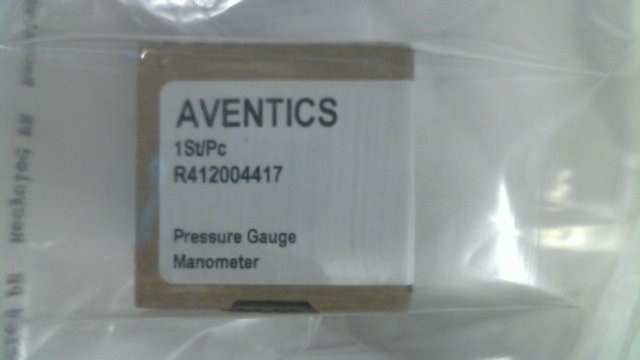 AVENTICS
1St/Pc
R412004417
Pressure Gauge
Manometer